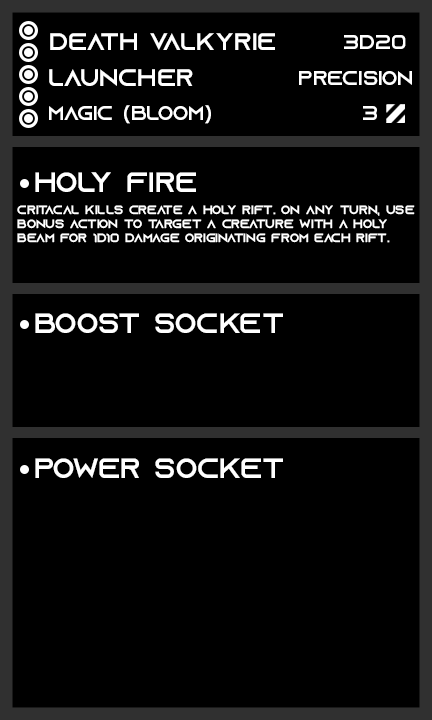 DEATH VALKYRIE 3D20
LAUNCHER PRECISION
MAGIC (BLOOM) 3
•HOLY FIRE
CRITACAL KILLS CREATE A HOLY RIFT. ON ANY TURN, USE
BONUS ACTION TO TARGET A CREATURE WITH A HOLY
BEAM FOR 1D10 DAMAGE ORIGINATING FROM EACH RIFT.
•BOOST SOCKET
•POWER SOCKET